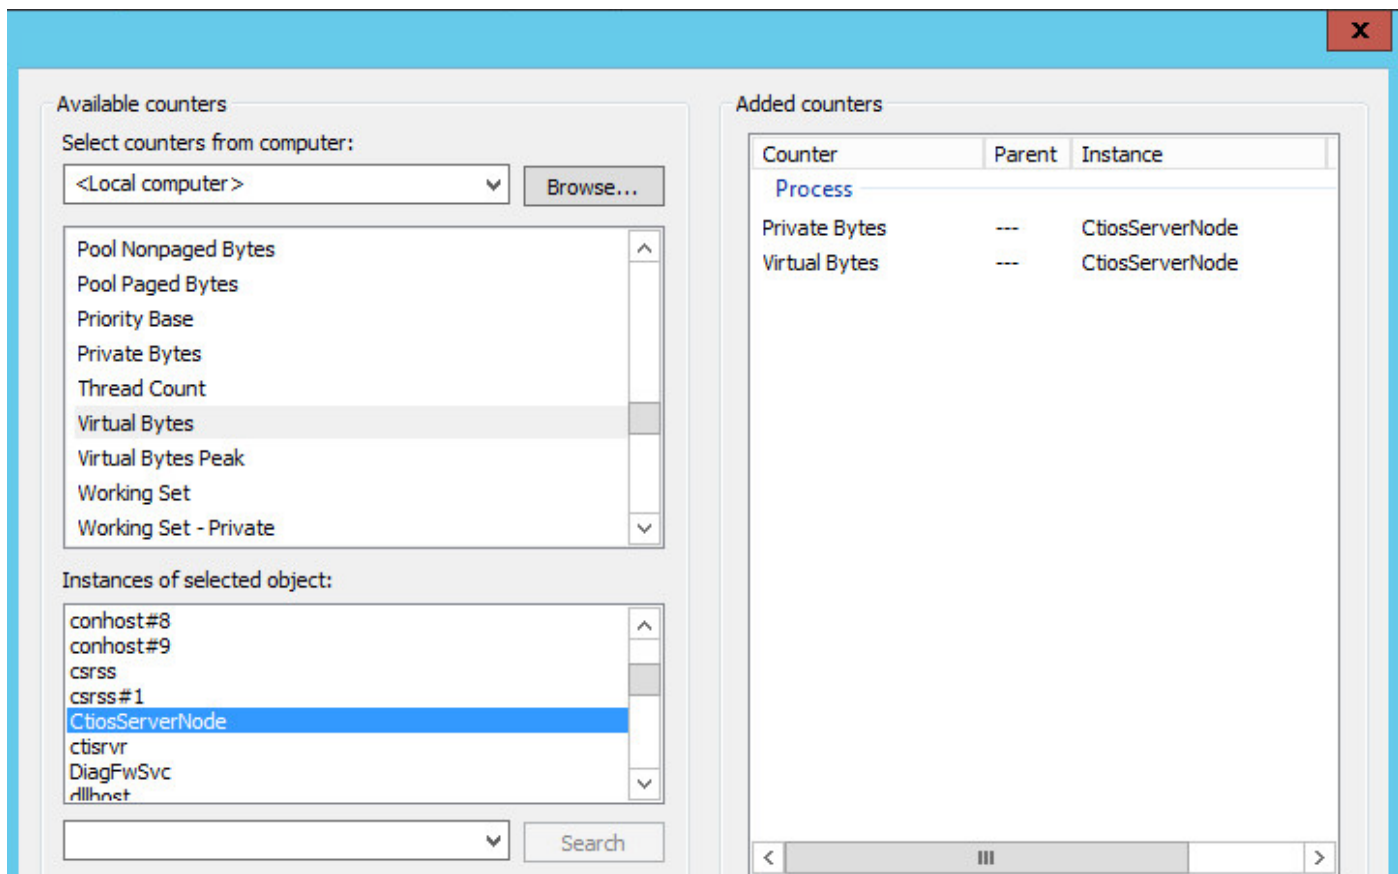 x
Available counters
Select counters from computer:
<Local computer>
Browse...
Pool Nonpaged Bytes
Pool Paged Bytes
Priority Base
Private Bytes
Thread Count
Virtual Bytes
Virtual Bytes Peak
Working Set
Working Set - Private
Instances of selected object:
conhost#8
conhost#9
csrss
csrss#1
CtiosServerNode
ctisrvr
DiagFwSvc
dllhost
Search
Added counters
Counter Parent Instance
Process
Private Bytes --- CtiosServerNode
Virtual Bytes --- CtiosServerNode